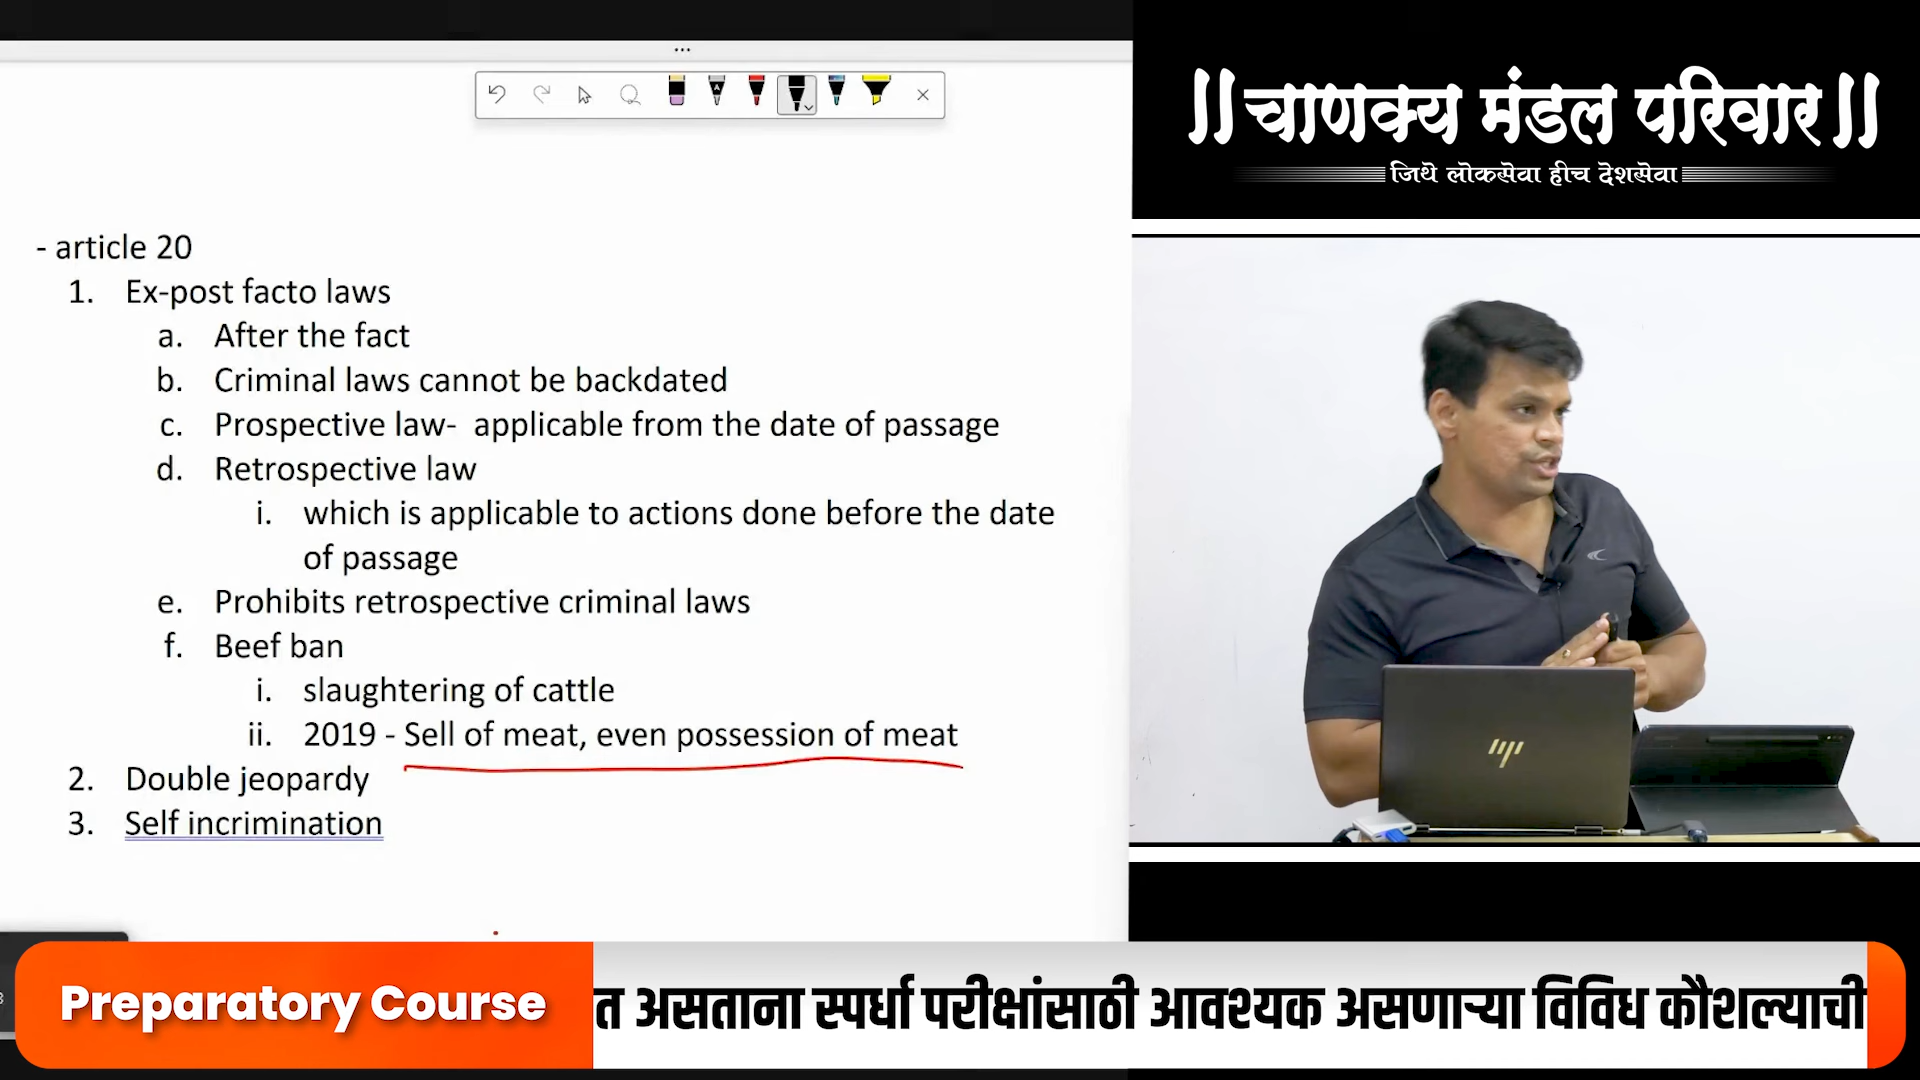 - article 20
1. Ex-post facto laws
a. After the fact
b. Criminal laws cannot be backdated
c. Prospective law- applicable from the date of passage
d. Retrospective law
i. which is applicable to actions done before the date
of passage
e. Prohibits retrospective criminal laws
f. Beef ban
i. slaughtering of cattle
ii. 2019 - Sell of meat, even possession of meat
2. Double jeopardy
3. Self incrimination
॥ चाणक्य मंडल परिवार ॥
जिथे लोकसेवा हीच देशसेवा
hp
Preparatory Course
त असताना स्पर्धा परीक्षांसाठी आवश्यक असणाऱ्या विविध कौशल्याची